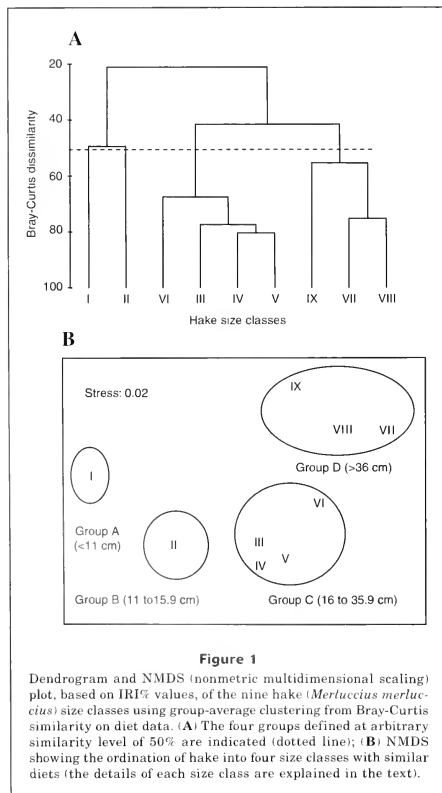 A
20
40
60
80
100
Bray-Curtis dissimilarity
I II VI III IV V IX VII VIII
Hake size classes
B
Stress: 0.02
IX
VIII VII
Group D (>36 cm)
I
Group A
(<11 cm)
II
Group B (11 to15.9 cm)
VI
III
V
IV
Group C (16 to 35.9 cm)
Figure 1
Dendrogram and NMDS (nonmetric multidimensional scaling)
plot, based on IRI% values, of the nine hake (Merluccius merluc-
cius) size classes using group-average clustering from Bray-Curtis
similarity on diet data. (A) The four groups defined at arbitrary
similarity level of 50% are indicated (dotted line); (B) NMDS
showing the ordination of hake into four size classes with similar
diets (the details of each size class are explained in the text).